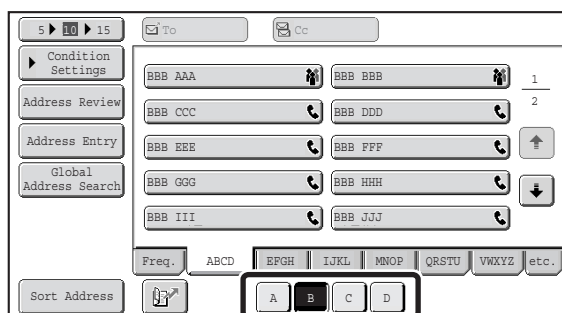 5 10 15
To
Cc
Condition
Settings
Address Review
Address Entry
Global
Address Search
Sort Address
BBB AAA
BBB BBB
BBB CCC
BBB DDD
BBB EEE
BBB FFF
BBB GGG
BBB HHH
BBB III
BBB JJJ
1
2
Freq. ABCD EFGH IJKL MNOP QRSTU VWXYZ etc.
A B C D